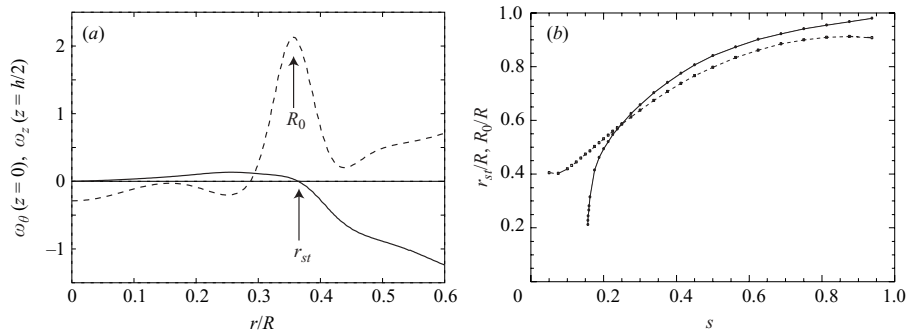 (a)
2
1
0
−1
ω_θ (z = 0), ω_z (z = h/2)
R_0
r_st
0 0.1 0.2 0.3 0.4 0.5 0.6
r/R
(b)
1.0
0.8
0.6
0.4
0.2
r_st/R, R_0/R
0 0.2 0.4 0.6 0.8 1.0
s